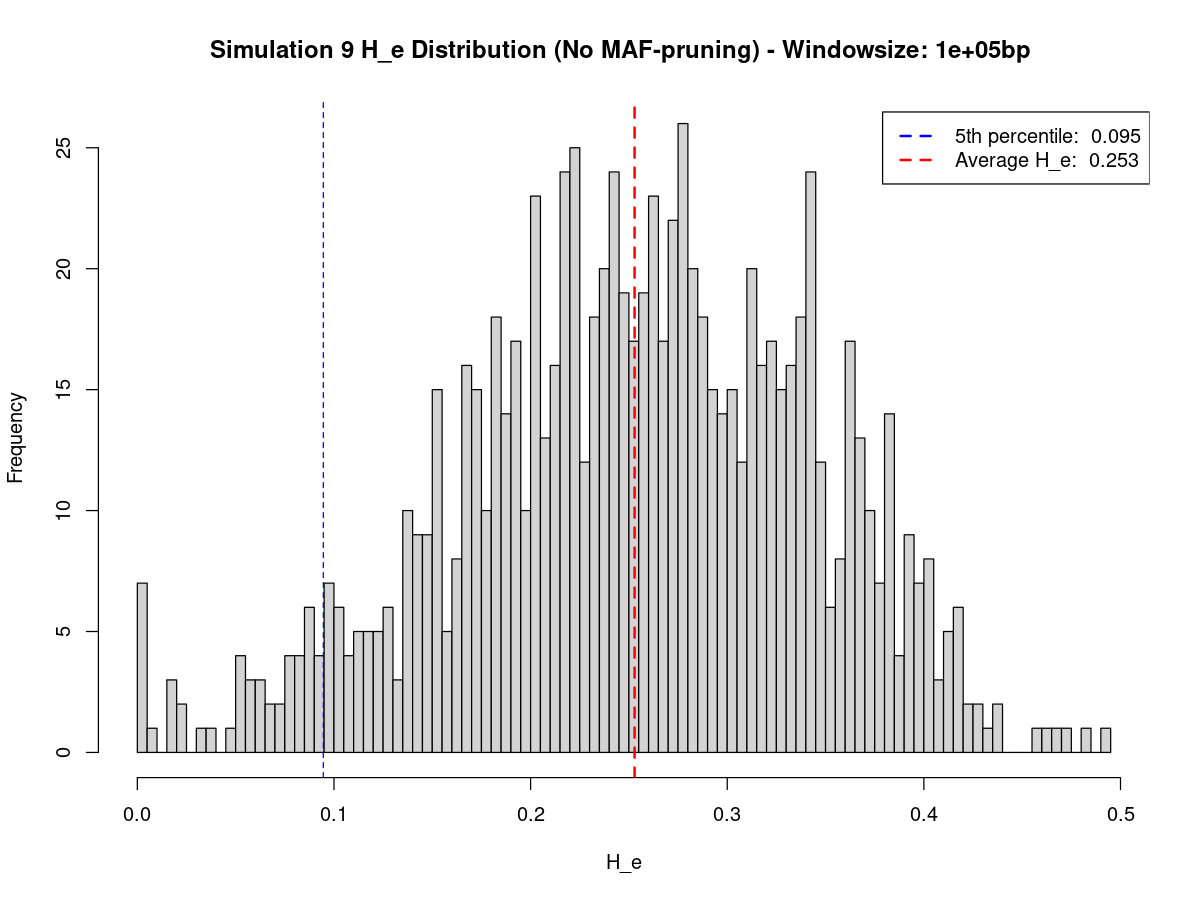 Simulation 9 H_e Distribution (No MAF-pruning) - Windowsize: 1e+05bp
5th percentile: 0.095
Average H_e: 0.253
Frequency
25
20
15
10
5
0
0.0 0.1 0.2 0.3 0.4 0.5
H_e